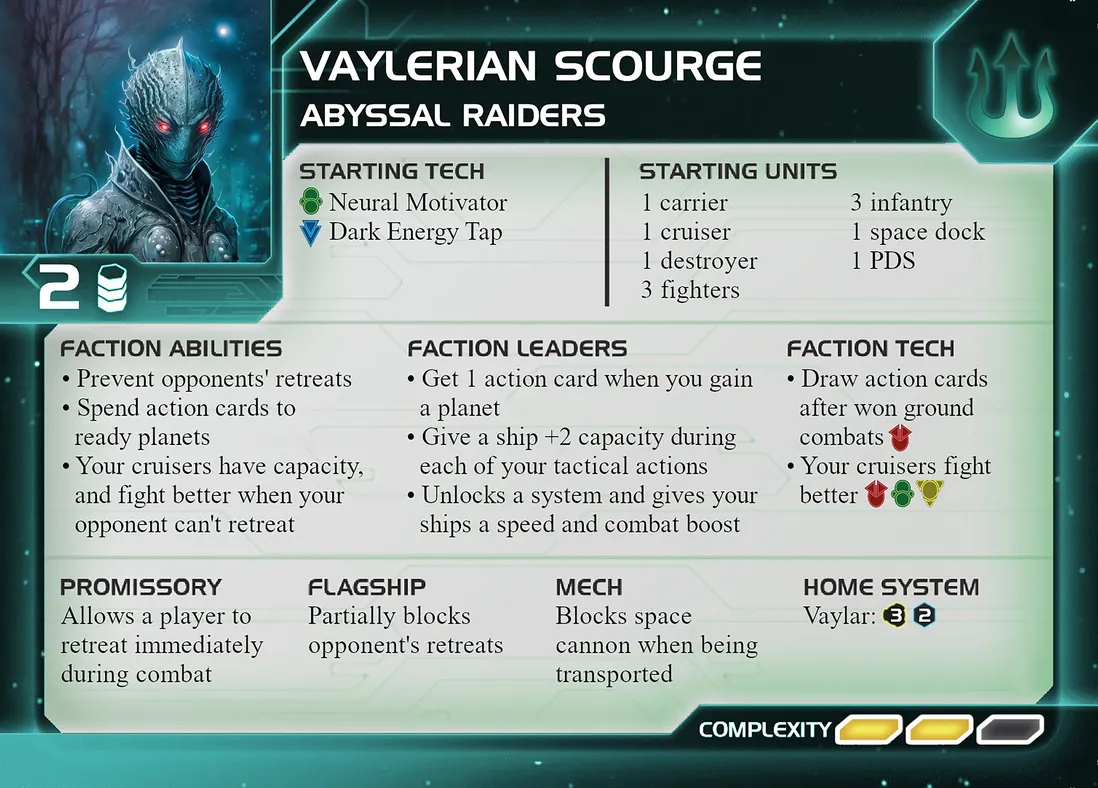 VAYLERIAN SCOURGE
ABYSSAL RAIDERS
2
STARTING TECH
Neural Motivator
Dark Energy Tap
STARTING UNITS
1 carrier
1 cruiser
1 destroyer
3 fighters
3 infantry
1 space dock
1 PDS
FACTION ABILITIES
• Prevent opponents' retreats
• Spend action cards to
ready planets
• Your cruisers have capacity,
and fight better when your
opponent can't retreat
FACTION LEADERS
• Get 1 action card when you gain
a planet
• Give a ship +2 capacity during
each of your tactical actions
• Unlocks a system and gives your
ships a speed and combat boost
FACTION TECH
• Draw action cards
after won ground
combats
• Your cruisers fight
better
PROMISSORY
Allows a player to
retreat immediately
during combat
FLAGSHIP
Partially blocks
opponent's retreats
MECH
Blocks space
cannon when being
transported
HOME SYSTEM
Vaylar: 3 2
COMPLEXITY